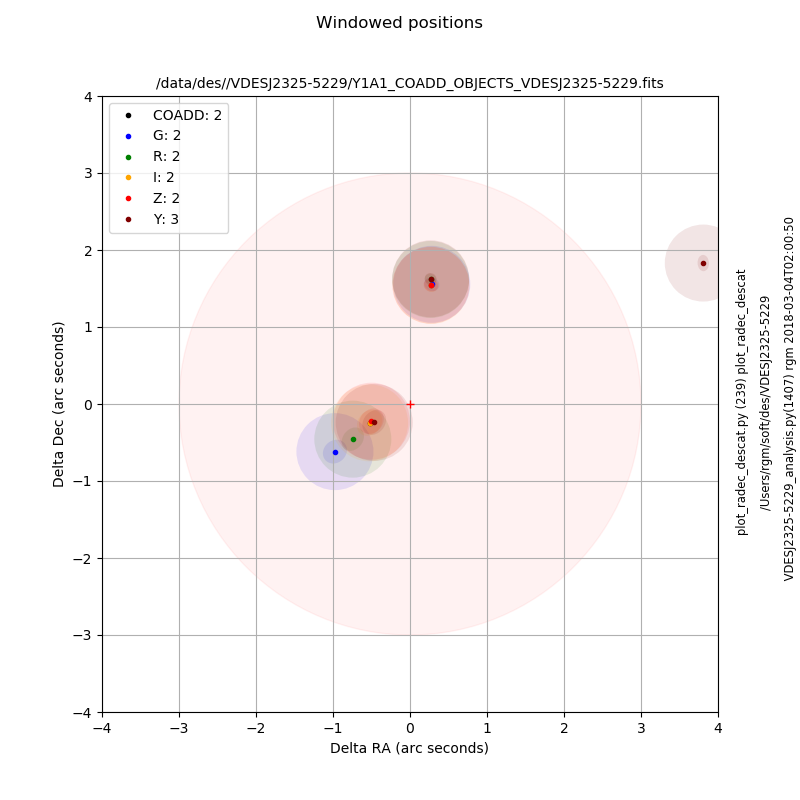 Windowed positions
/data/des//VDESJ2325-5229/Y1A1_COADD_OBJECTS_VDESJ2325-5229.fits
COADD: 2
G: 2
R: 2
I: 2
Z: 2
Y: 3
4
3
2
1
0
−1
−2
−3
−4
Delta Dec (arc seconds)
−4 −3 −2 −1 0 1 2 3 4
Delta RA (arc seconds)
plot_radec_descat.py (239) plot_radec_descat
/Users/rgm/soft/des/VDESJ2325-5229
VDESJ2325-5229_analysis.py(1407) rgm 2018-03-04T02:00:50